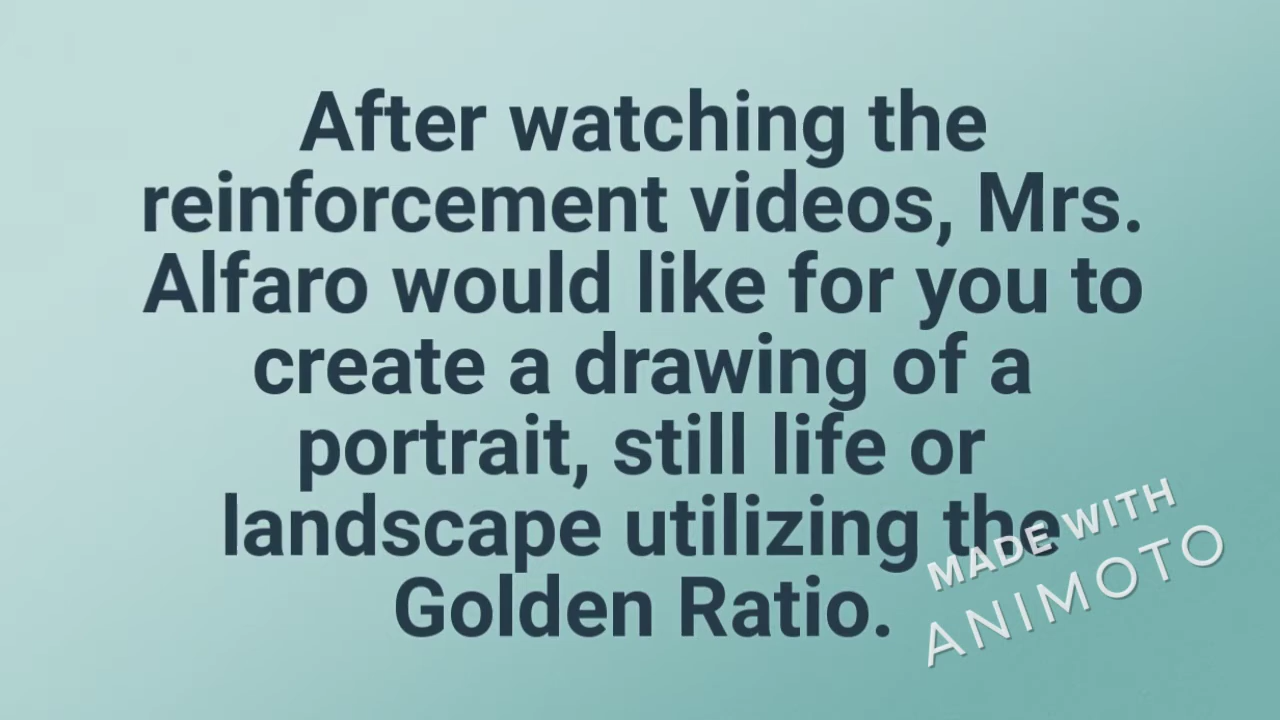 After watching the
reinforcement videos, Mrs.
Alfaro would like for you to
create a drawing of a
portrait, still life or
landscape utilizing the
Golden Ratio.
MADE WITH
ANIMOTO